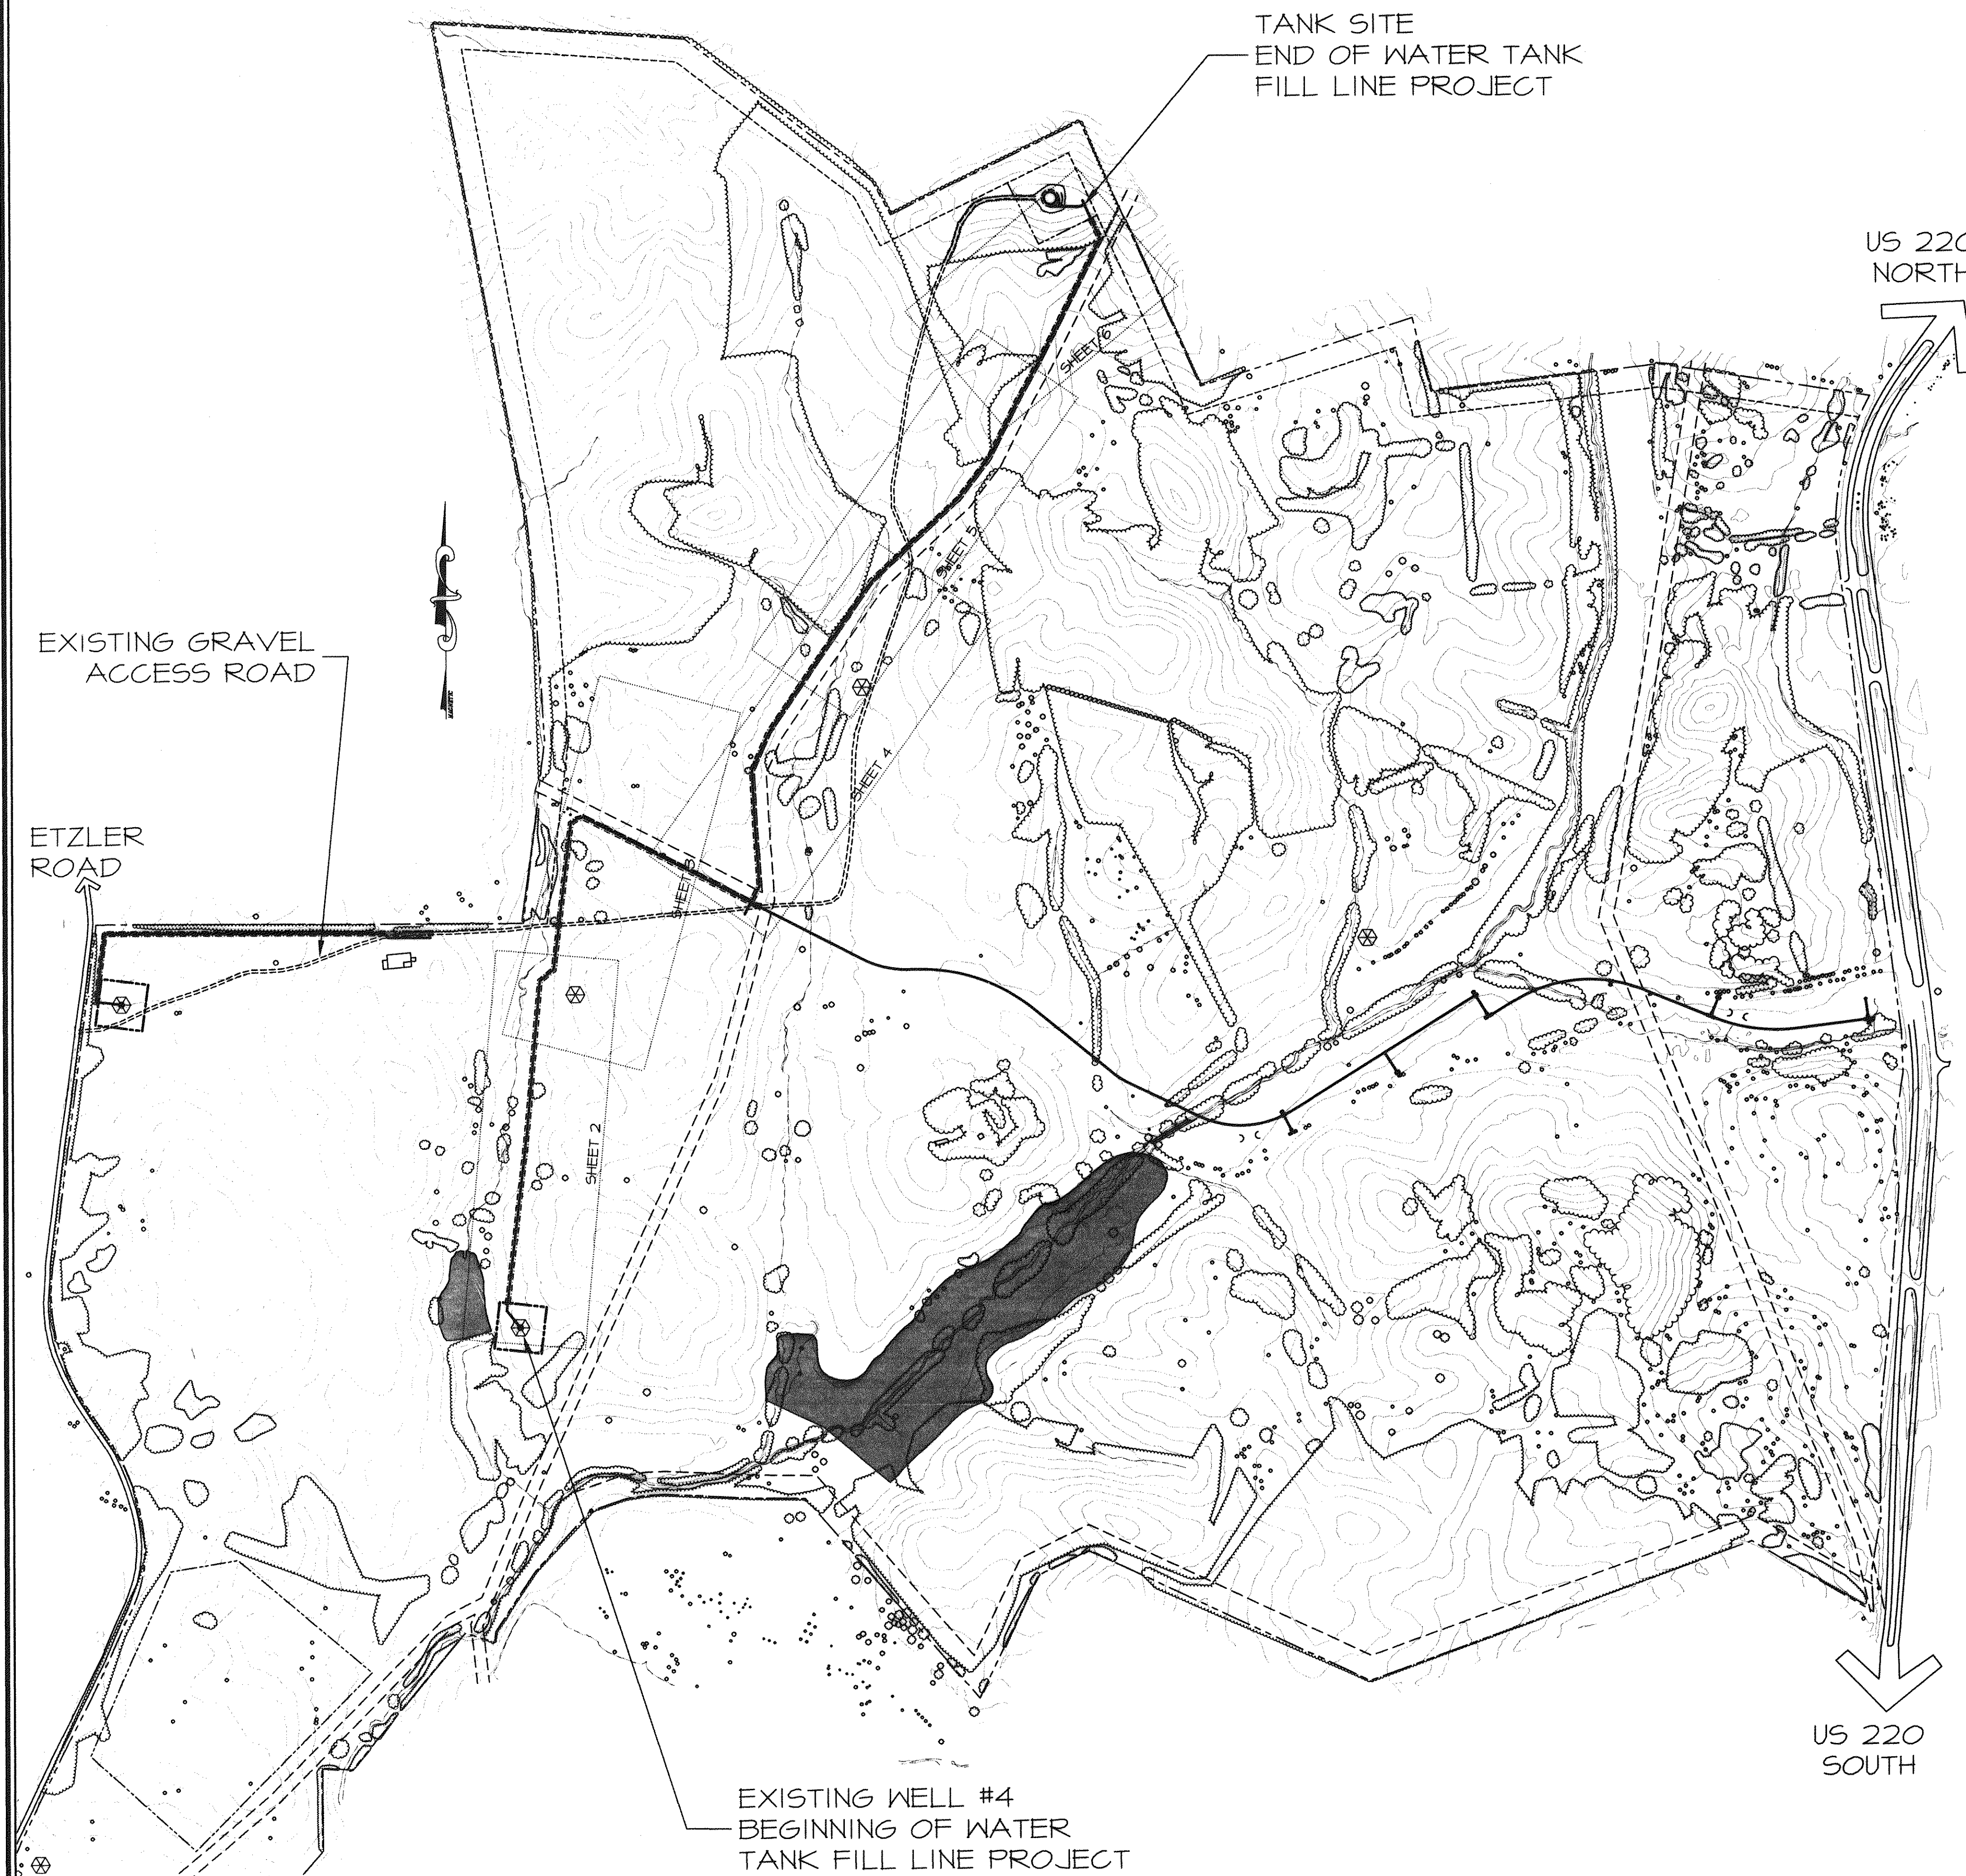 TANK SITE
END OF WATER TANK
FILL LINE PROJECT
US 220
NORTH
SHEET 6
SHEET 5
EXISTING GRAVEL
ACCESS ROAD
SHEET 4
ETZLER
ROAD
SHEET 3
SHEET 2
US 220
SOUTH
EXISTING WELL #4
BEGINNING OF WATER
TANK FILL LINE PROJECT